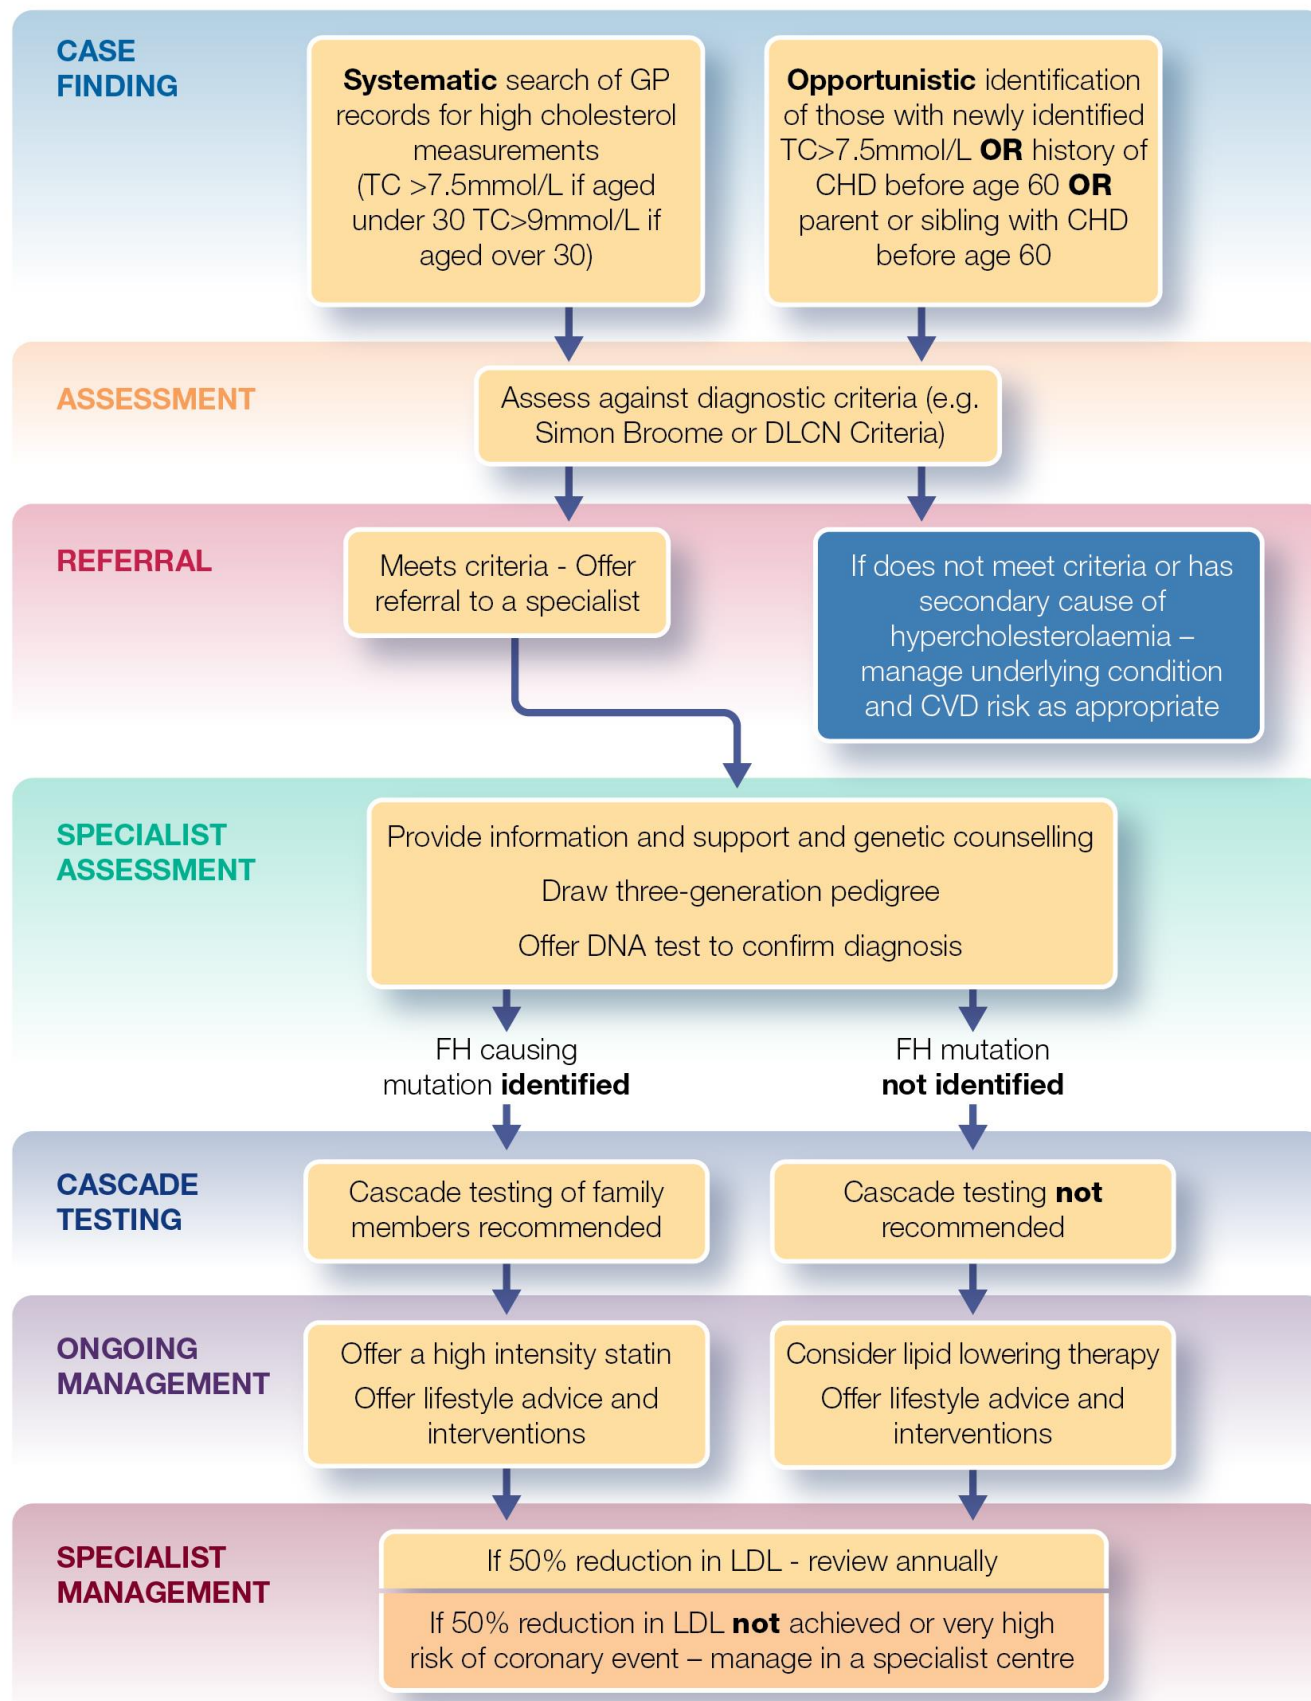 CASE
FINDING
Systematic search of GP
records for high cholesterol
measurements
(TC >7.5mmol/L if aged
under 30 TC>9mmol/L if
aged over 30)
Opportunistic identification
of those with newly identified
TC>7.5mmol/L OR history of
CHD before age 60 OR
parent or sibling with CHD
before age 60
ASSESSMENT
Assess against diagnostic criteria (e.g.
Simon Broome or DLCN Criteria)
REFERRAL
Meets criteria - Offer
referral to a specialist
If does not meet criteria or has
secondary cause of
hypercholesterolaemia –
manage underlying condition
and CVD risk as appropriate
SPECIALIST
ASSESSMENT
Provide information and support and genetic counselling
Draw three-generation pedigree
Offer DNA test to confirm diagnosis
FH causing
mutation identified
FH mutation
not identified
CASCADE
TESTING
Cascade testing of family
members recommended
Cascade testing not
recommended
ONGOING
MANAGEMENT
Offer a high intensity statin
Offer lifestyle advice and
interventions
Consider lipid lowering therapy
Offer lifestyle advice and
interventions
SPECIALIST
MANAGEMENT
If 50% reduction in LDL - review annually
If 50% reduction in LDL not achieved or very high
risk of coronary event – manage in a specialist centre